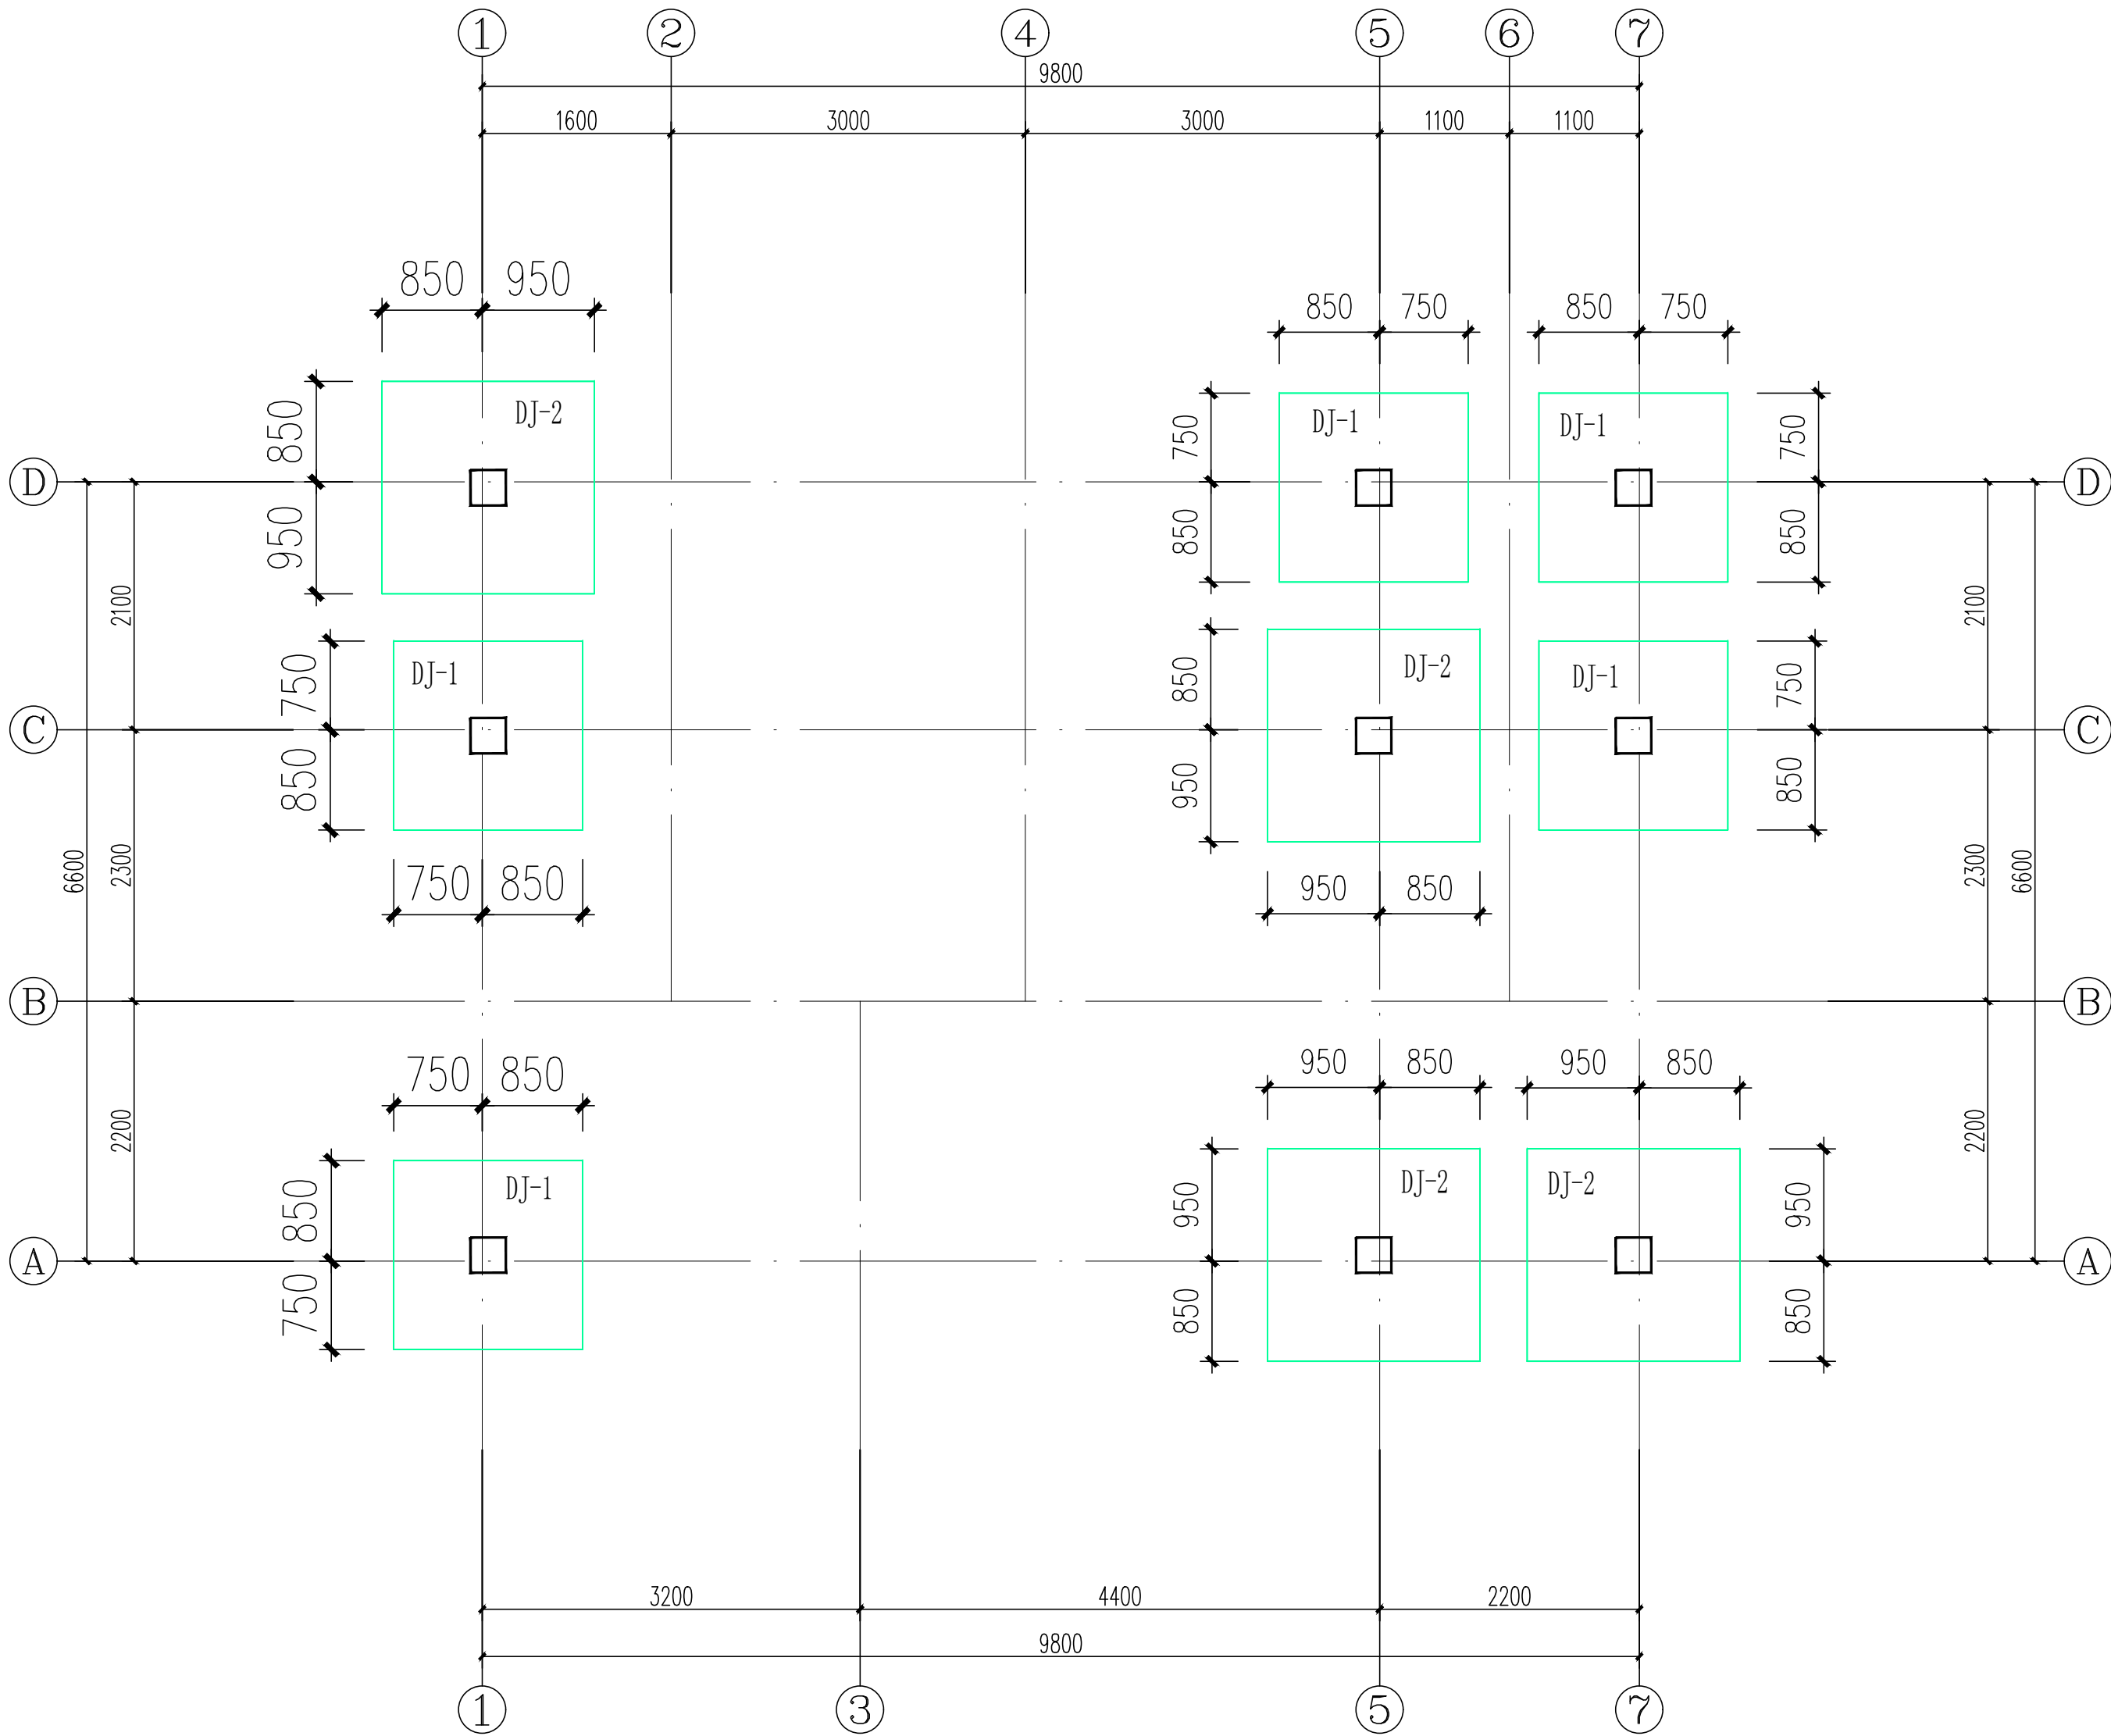 1 2 4 5 6 7
9800
1600 3000 3000 1100 1100
850 950
850 750 850 750
DJ-2 DJ-1 DJ-1
850 750 750
D D
950 850 850
2100 2100
DJ-1 DJ-2 DJ-1
750 850 750
C C
850 950 850
6600 2300 2300 6600
750 850 950 850
B B
750 850 950 850 950 850
2200 2200
DJ-1 DJ-2 DJ-2
850 950 950
A A
750 850 850
3200 4400 2200
9800
1 3 5 7